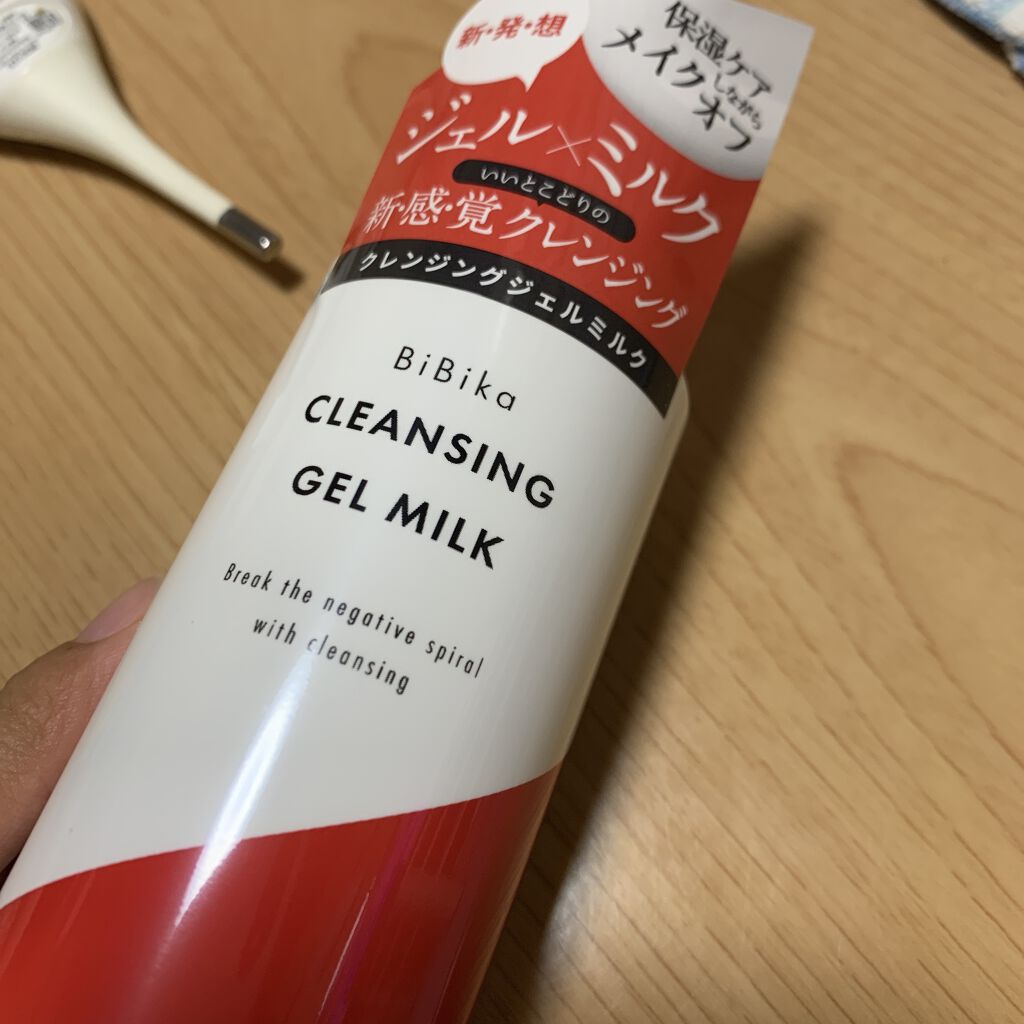 新・発・想
保湿ケア
しながら
メイクオフ
ジェル×ミルク
いいとこどりの
新・感・覚クレンジング
クレンジングジェルミルク
BiBika
CLEANSING
GEL MILK
Break the negative spiral
with cleansing